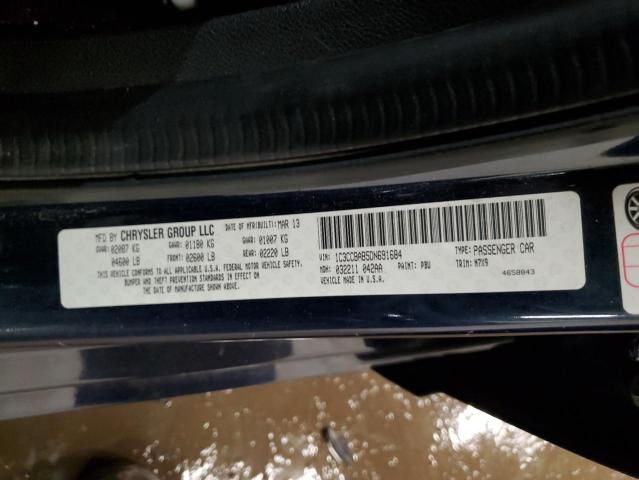 MFD BY CHRYSLER GROUP LLC DATE OF MFR(BUILT): MAR 13
GVWR: 02087 KG GAWR: 01180 KG GAWR: 01007 KG
04600 LB FRONT: 02600 LB REAR: 02220 LB
THIS VEHICLE CONFORMS TO ALL APPLICABLE U.S.A. FEDERAL MOTOR VEHICLE SAFETY,
BUMPER AND THEFT PREVENTION STANDARDS IN EFFECT ON
THE DATE OF MANUFACTURE SHOWN ABOVE.
VIN: 1C3CCBAB5DN691684 TYPE: PASSENGER CAR
MDH: 032211 042AA PAINT: PBU TRIM: M7X9
VEHICLE MADE IN U.S.A. 4658843